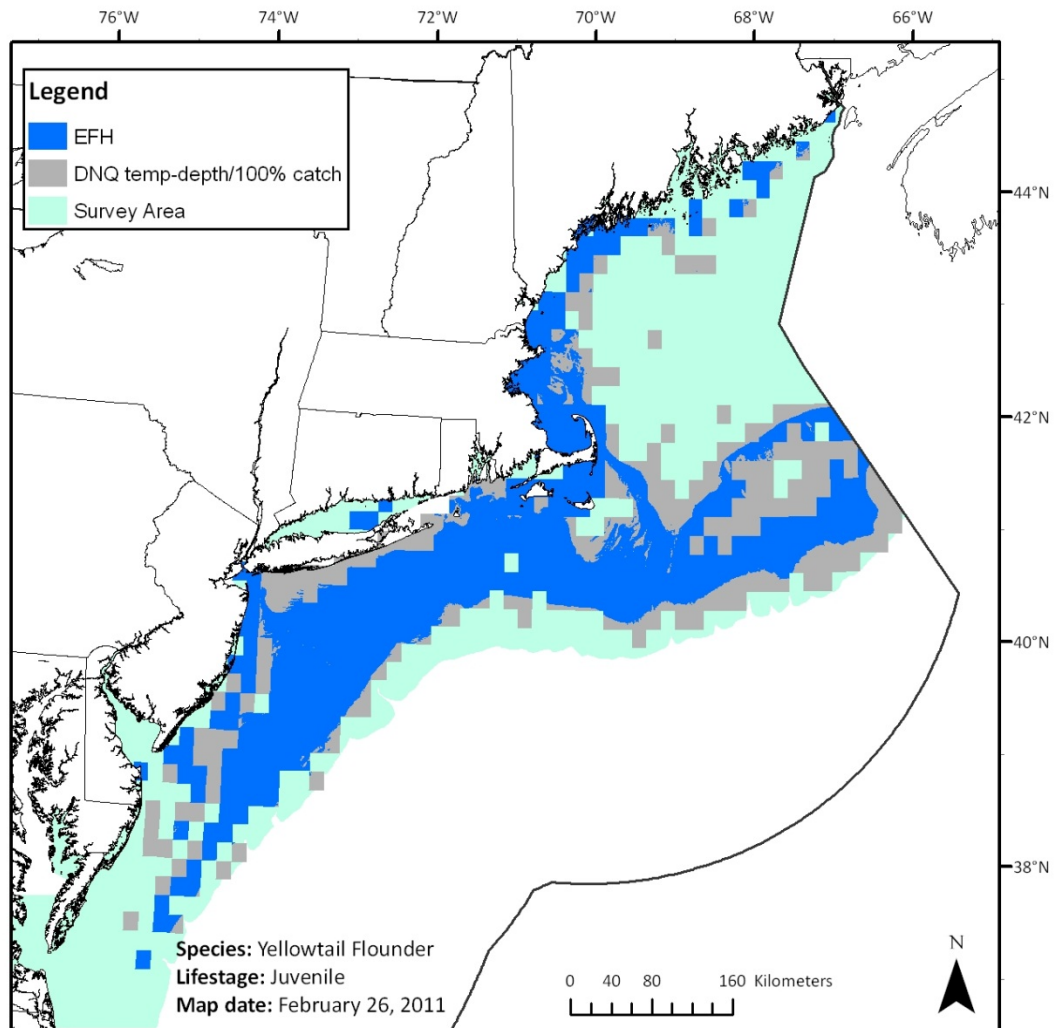 76°W 74°W 72°W 70°W 68°W 66°W
Legend
EFH
DNQ temp-depth/100% catch
Survey Area
44°N
42°N
40°N
38°N
Species: Yellowtail Flounder
Lifestage: Juvenile
Map date: February 26, 2011
0 40 80 160 Kilometers
N